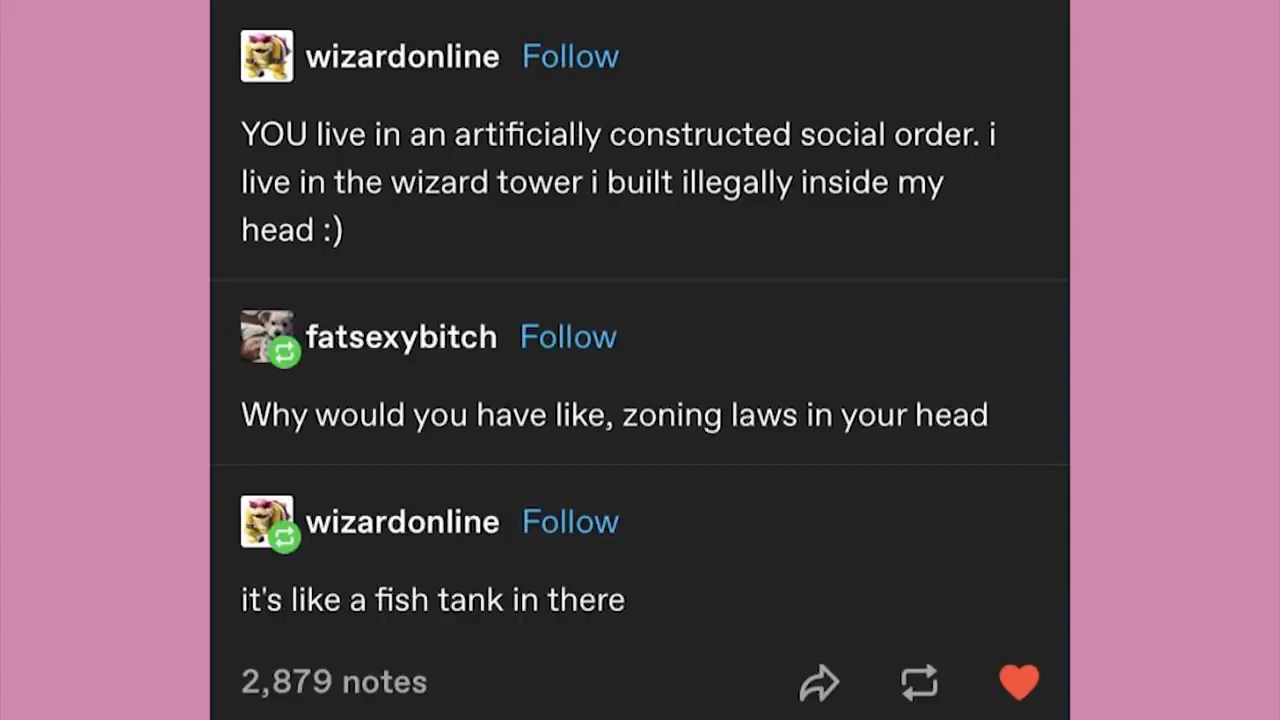 wizardonline Follow
YOU live in an artificially constructed social order. i
live in the wizard tower i built illegally inside my
head :)
fatsexybitch Follow
Why would you have like, zoning laws in your head
wizardonline Follow
it's like a fish tank in there
2,879 notes